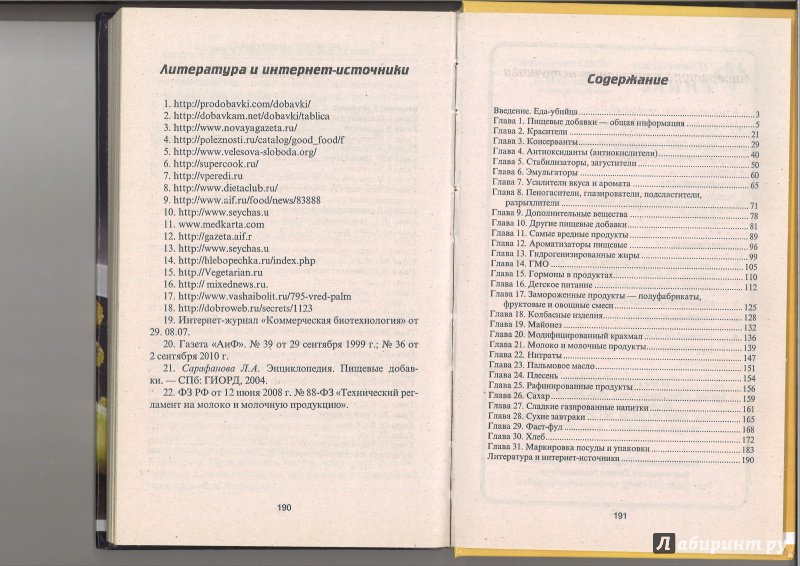 Литература и интернет-источники
1. http://prodobavki.com/dobavki/
2. http://dobavkam.net/dobavki/tablica
3. http://www.novayagazeta.ru/
4. http://poleznosti.ru/catalog/good_food/f
5. http://www.velesova-sloboda.org/
6. http://supercook.ru/
7. http://vperedi.ru
8. http://www.dietaclub.ru/
9. http://www.aif.ru/food/news/83888
10. http://www.seychas.u
11. www.medkarta.com
12. http://gazeta.aif.r
13. http://www.seychas.u
14. http://hlebopechka.ru/index.php
15. http://Vegetarian.ru
16. http:// mixednews.ru.
17. http://www.vashaibolit.ru/795-vred-palm
18. http://dobroweb.ru/secrets/1123
19. Интернет-журнал «Коммерческая биотехнология» от
29. 08.07.
20. Газета «АиФ». № 39 от 29 сентября 1999 г.; № 36 от
2 сентября 2010 г.
21. Сарафанова Л.А. Энциклопедия. Пищевые добав-
ки. — СПб: ГИОРД, 2004.
22. ФЗ РФ от 12 июня 2008 г. № 88-ФЗ «Технический рег-
ламент на молоко и молочную продукцию».
190
Содержание
Введение. Еда-убийца 3
Глава 1. Пищевые добавки — общая информация 5
Глава 2. Красители 21
Глава 3. Консерванты 29
Глава 4. Антиоксиданты (антиокислители) 40
Глава 5. Стабилизаторы, загустители 50
Глава 6. Эмульгаторы 60
Глава 7. Усилители вкуса и аромата 65
Глава 8. Пеногасители, глазирователи, подсластители,
разрыхлители 71
Глава 9. Дополнительные вещества 78
Глава 10. Другие пищевые добавки 81
Глава 11. Самые вредные продукты 89
Глава 12. Ароматизаторы пищевые 96
Глава 13. Гидрогенизированные жиры 99
Глава 14. ГМО 105
Глава 15. Гормоны в продуктах 110
Глава 16. Детское питание 112
Глава 17. Замороженные продукты — полуфабрикаты,
фруктовые и овощные смеси 125
Глава 18. Колбасные изделия 128
Глава 19. Майонез 132
Глава 20. Модифицированный крахмал 136
Глава 21. Молоко и молочные продукты 139
Глава 22. Нитраты 147
Глава 23. Пальмовое масло 151
Глава 24. Плесень 154
Глава 25. Рафинированные продукты 156
Глава 26. Сахар 159
Глава 27. Сладкие газированные напитки 161
Глава 28. Сухие завтраки 165
Глава 29. Фаст-фуд 168
Глава 30. Хлеб 172
Глава 31. Маркировка посуды и упаковки 183
Литература и интернет-источники 190
191
Лабиринт.ру